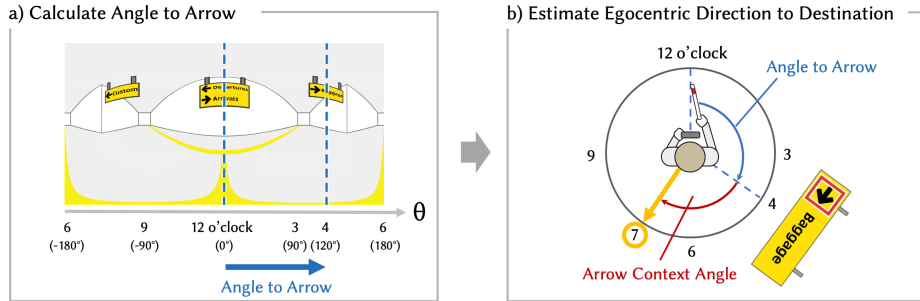 a) Calculate Angle to Arrow
Custom
Departures
Arrivals
Baggage
θ
6 9 12 o'clock 3 4 6
(-180°) (-90°) (0°) (90°) (120°) (180°)
Angle to Arrow
b) Estimate Egocentric Direction to Destination
12 o'clock
Angle to Arrow
9
3
4
Baggage
7
6
Arrow Context Angle